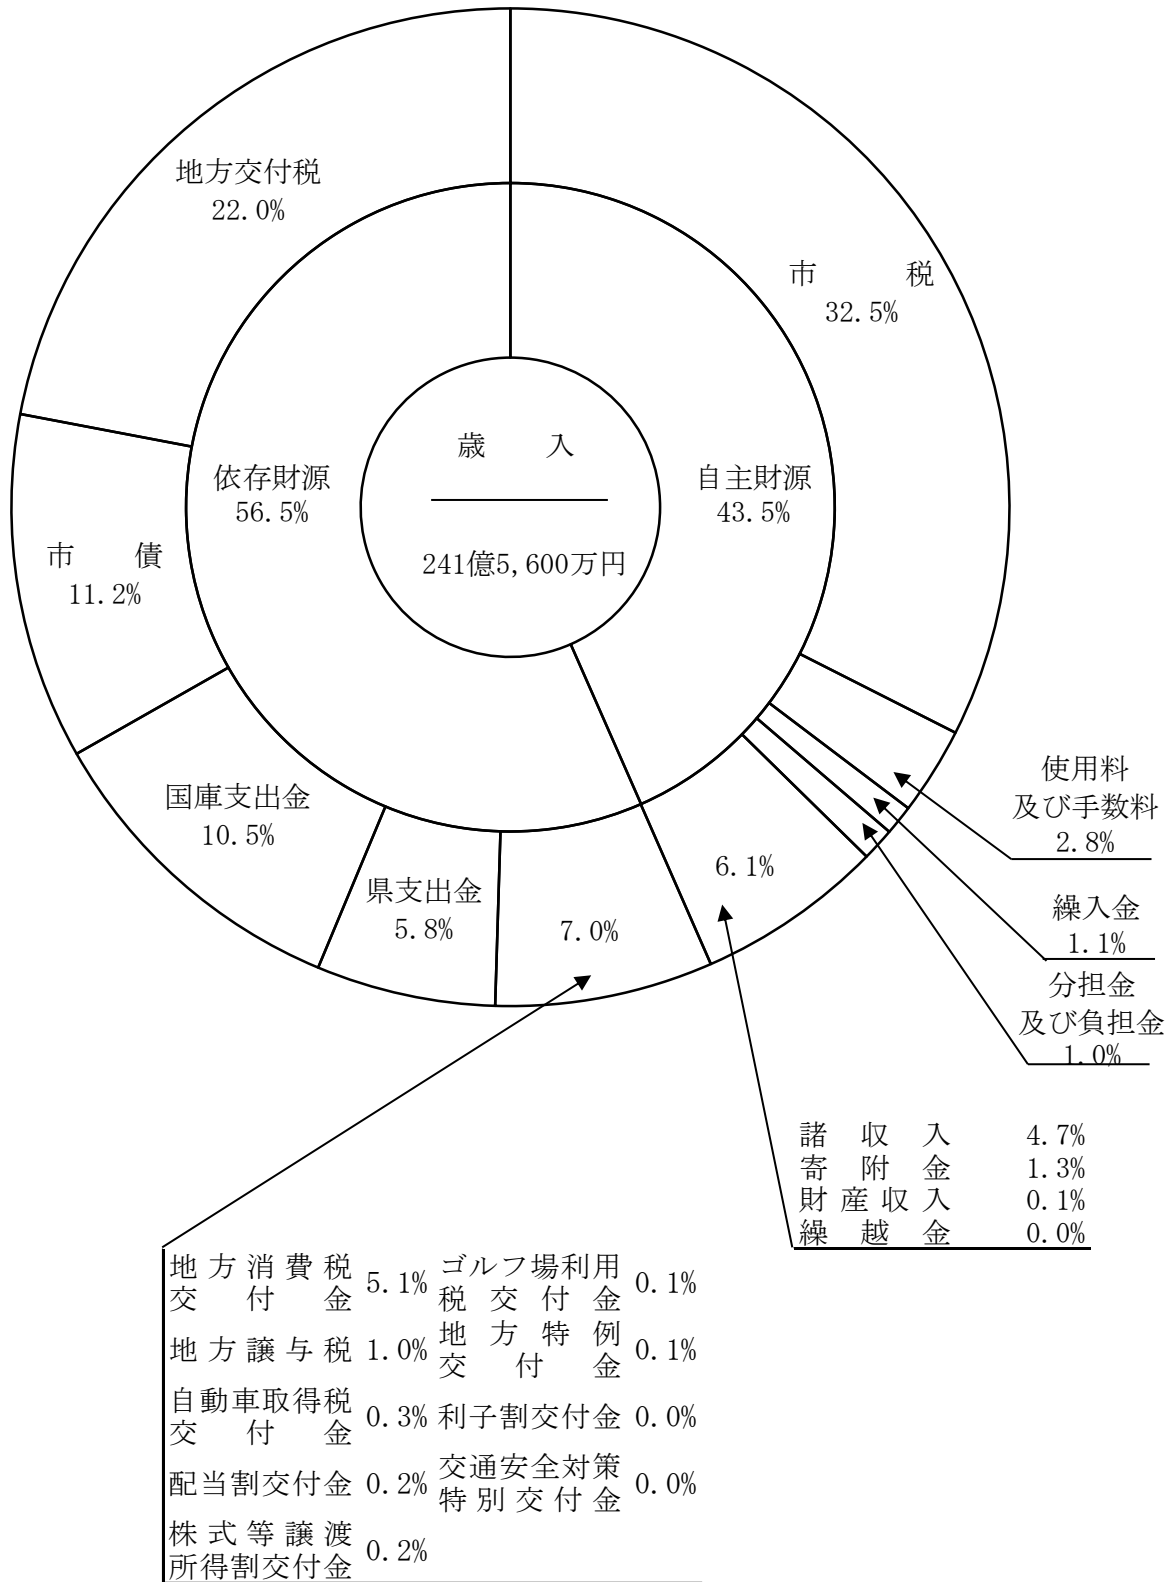 地方交付税
22.0%
市税
32.5%
歳入
241億5,600万円
依存財源
56.5%
自主財源
43.5%
市債
11.2%
国庫支出金
10.5%
県支出金
5.8%
7.0%
6.1%
使用料
及び手数料
2.8%
繰入金
1.1%
分担金
及び負担金
1.0%
諸収入 4.7%
寄附金 1.3%
財産収入 0.1%
繰越金 0.0%
地方消費税
交付金 5.1%
ゴルフ場利用
税交付金 0.1%
地方譲与税 1.0%
地方特例
交付金 0.1%
自動車取得税
交付金 0.3%
利子割交付金 0.0%
配当割交付金 0.2%
交通安全対策
特別交付金 0.0%
株式等譲渡
所得割交付金 0.2%